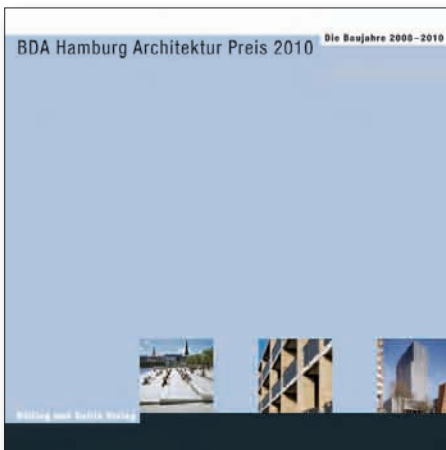 BDA Hamburg Architektur Preis 2010
Die Baujahre 2008–2010
Dölling und Galitz Verlag